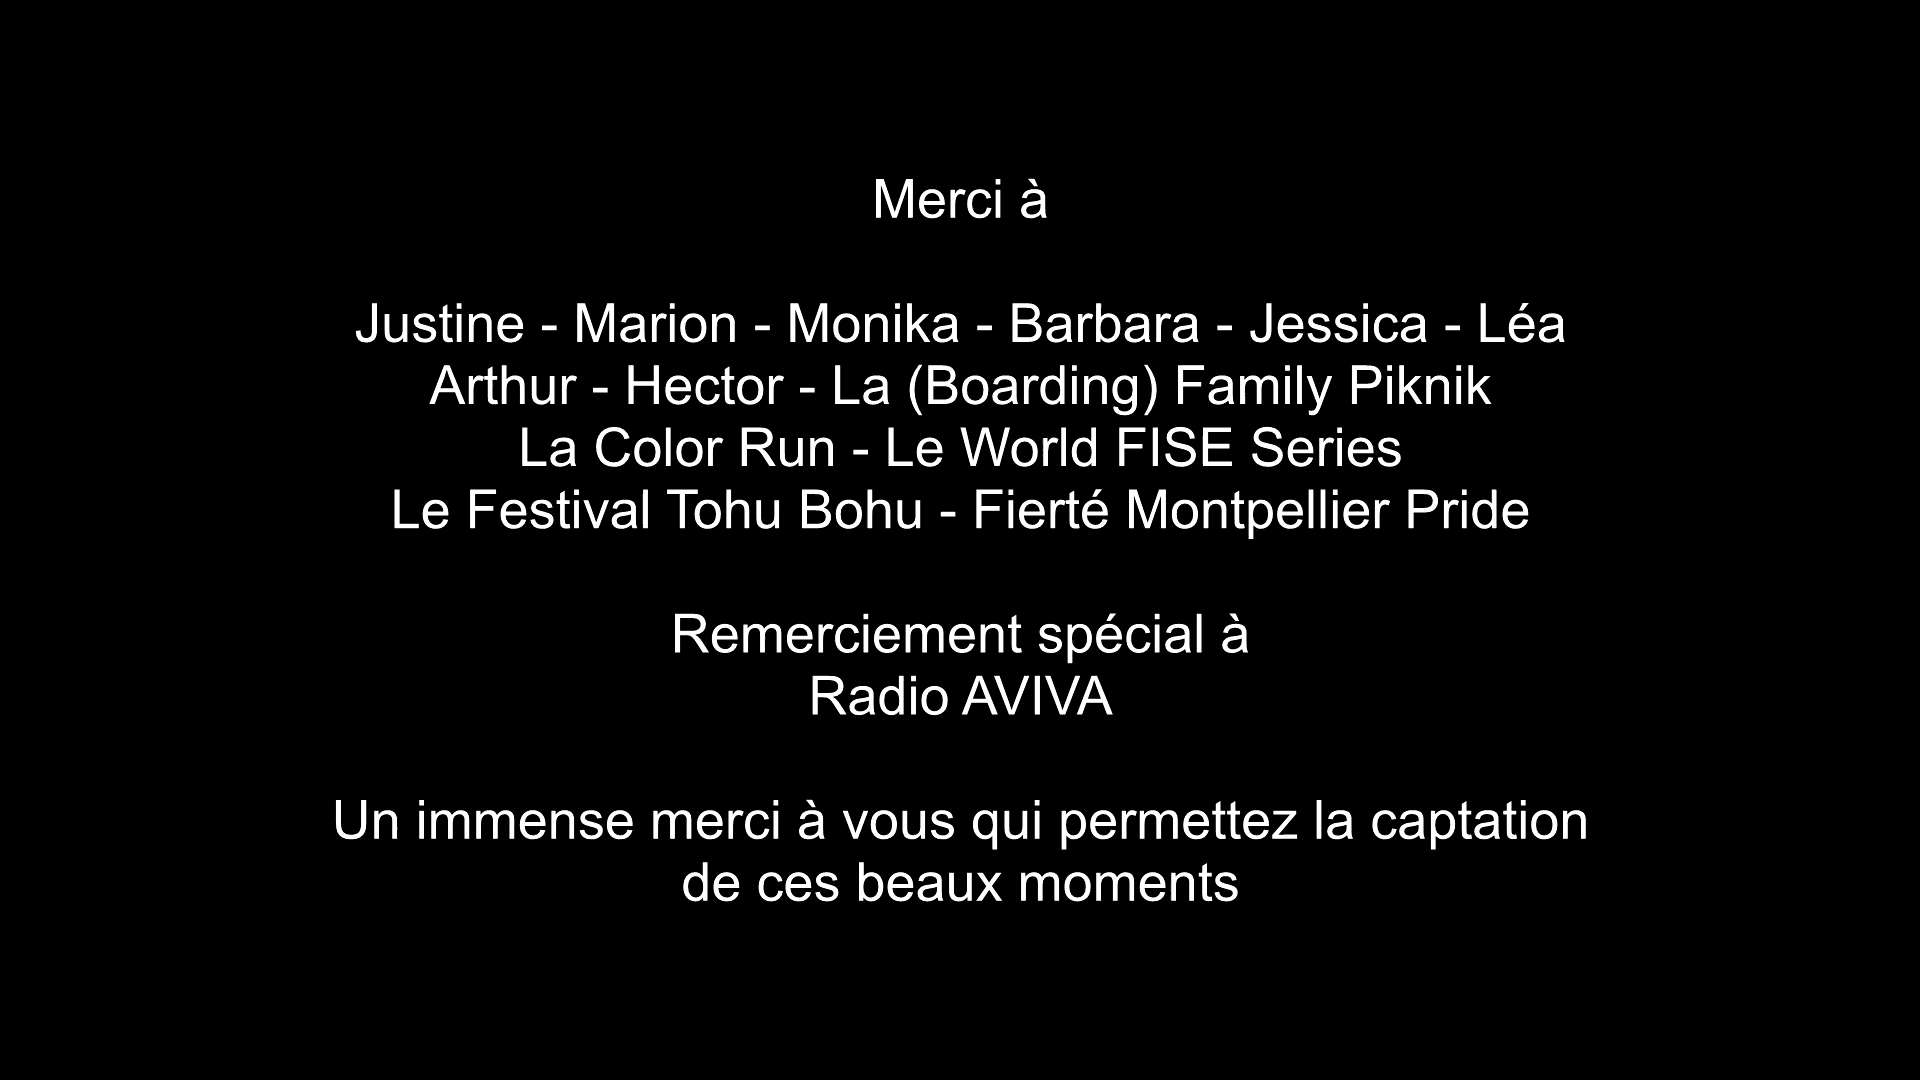 Merci à
Justine - Marion - Monika - Barbara - Jessica - Léa
Arthur - Hector - La (Boarding) Family Piknik
La Color Run - Le World FISE Series
Le Festival Tohu Bohu - Fierté Montpellier Pride
Remerciement spécial à
Radio AVIVA
Un immense merci à vous qui permettez la captation
de ces beaux moments